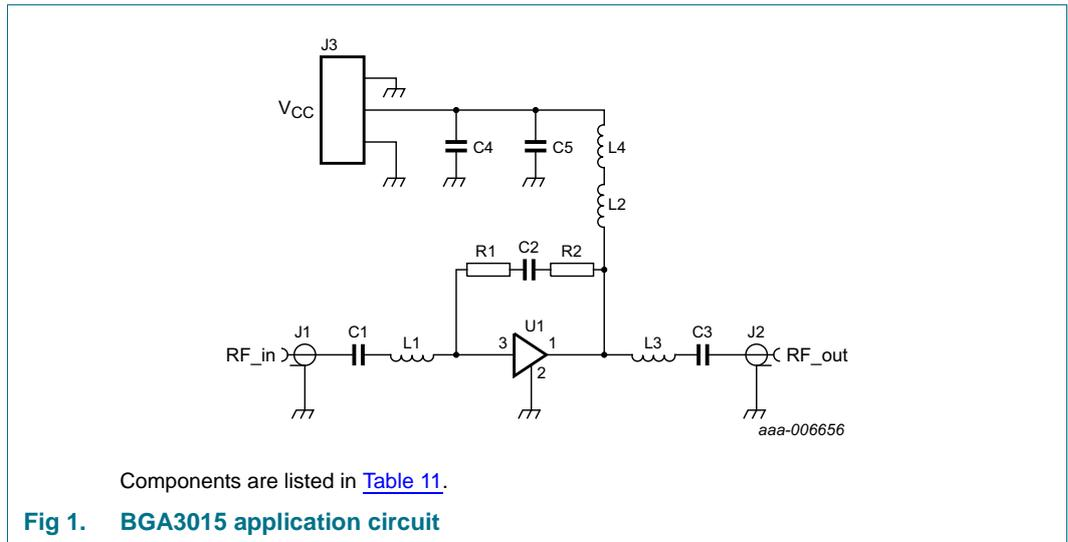 J3
VCC
C4
C5
L4
L2
R1
C2
R2
U1
J1
C1
L1
3
1
2
L3
C3
J2
RF_in
RF_out
aaa-006656
Components are listed in Table 11.
Fig 1. BGA3015 application circuit